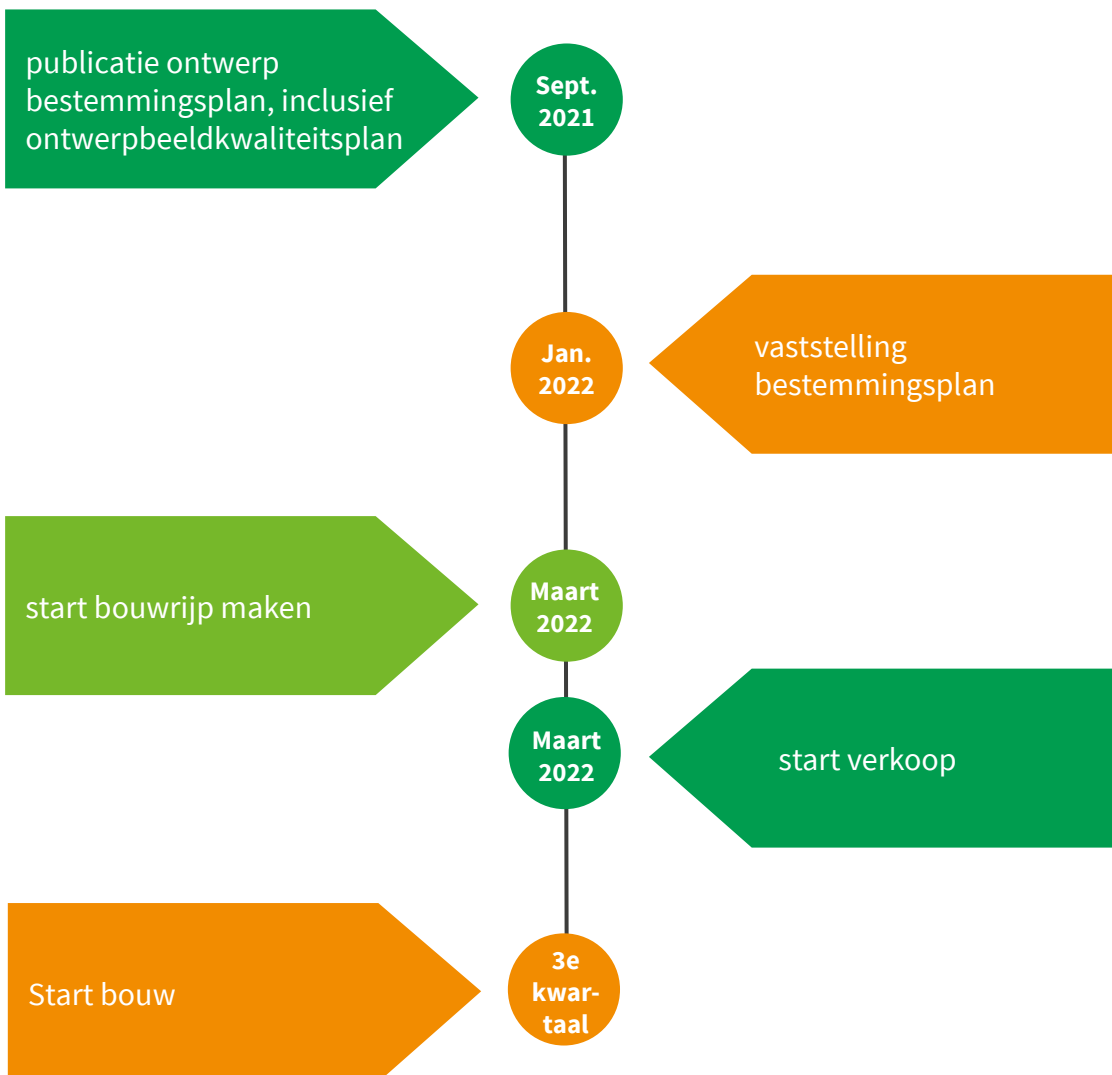 publicatie ontwerp
bestemmingsplan, inclusief
ontwerpbeeldkwaliteitsplan
Sept.
2021
Jan.
2022
vaststelling
bestemmingsplan
start bouwrijp maken
Maart
2022
Maart
2022
start verkoop
Start bouw
3e
kwar-
taal